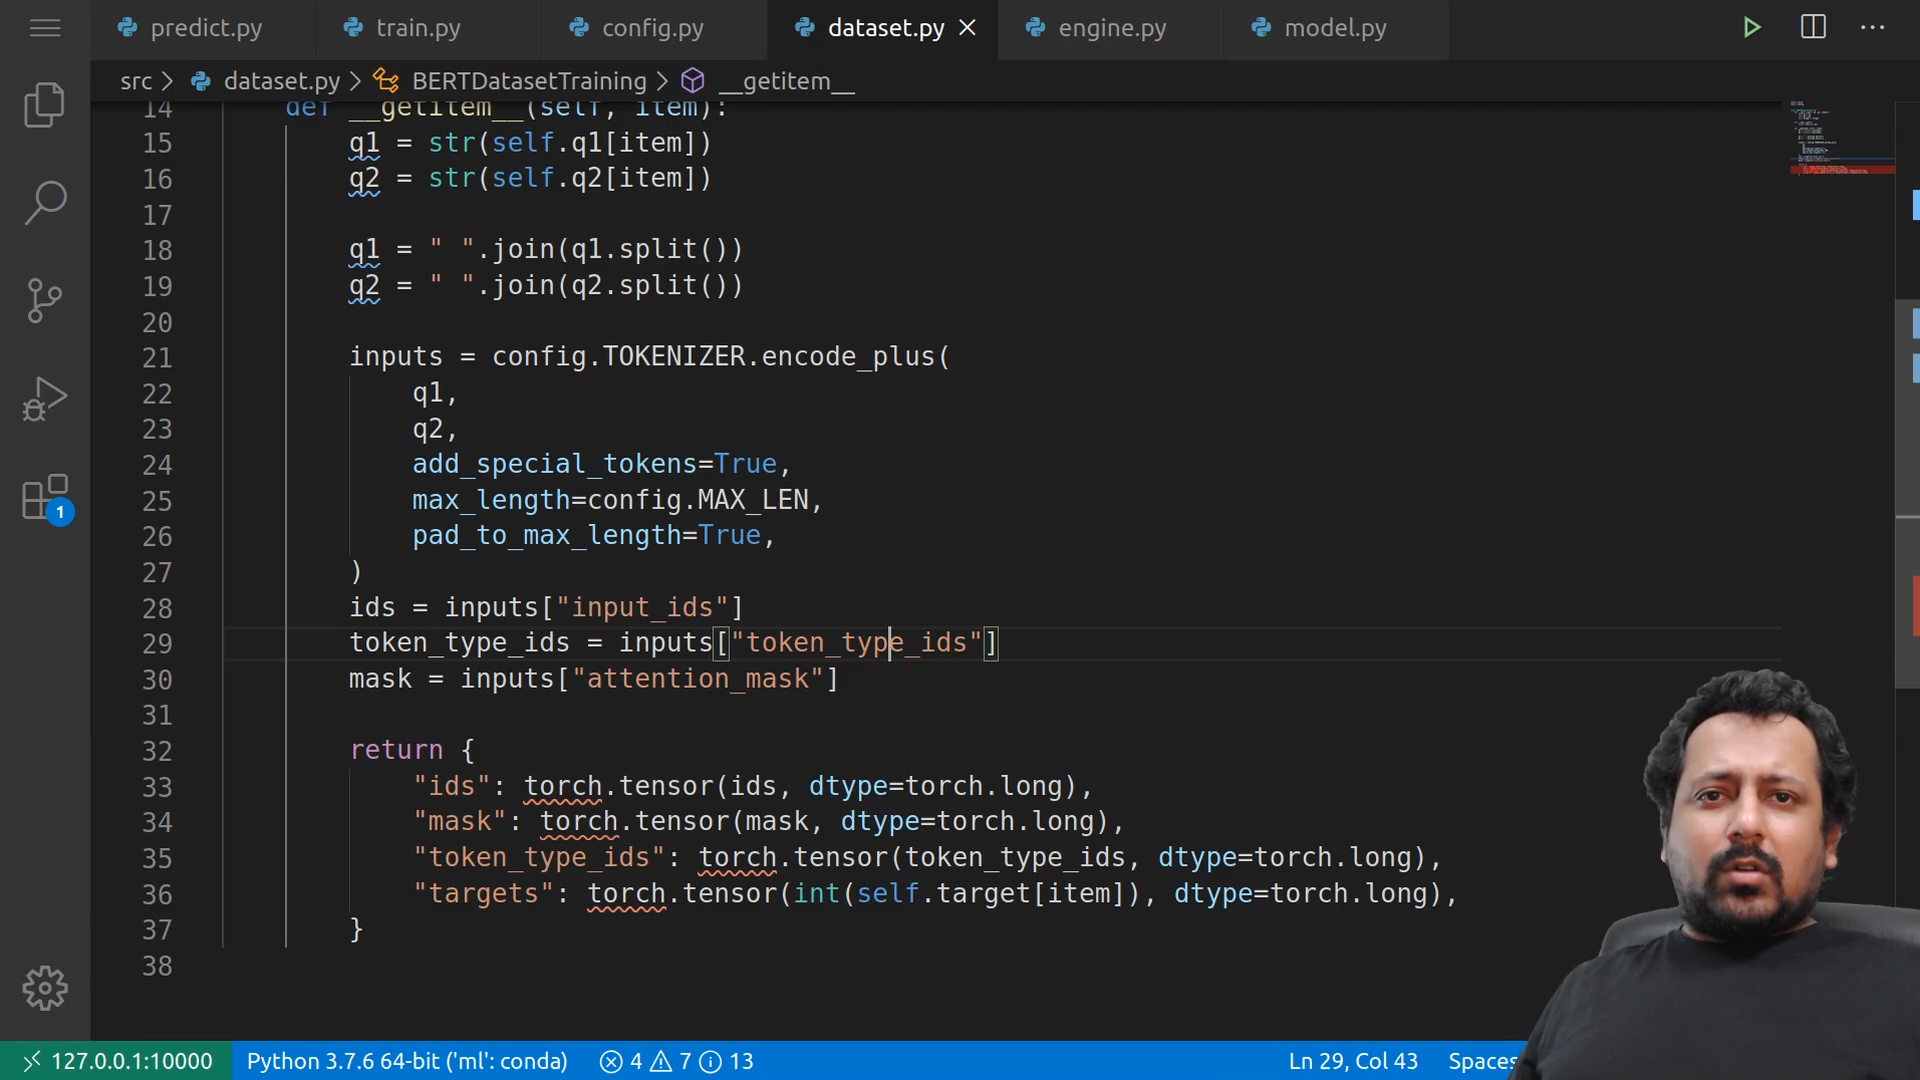 predict.py train.py config.py dataset.py engine.py model.py
src > dataset.py > BERTDatasetTraining > __getitem__
14 def __getitem__(self, item):
15 q1 = str(self.q1[item])
16 q2 = str(self.q2[item])
17
18 q1 = " ".join(q1.split())
19 q2 = " ".join(q2.split())
20
21 inputs = config.TOKENIZER.encode_plus(
22 q1,
23 q2,
24 add_special_tokens=True,
25 max_length=config.MAX_LEN,
26 pad_to_max_length=True,
27 )
28 ids = inputs["input_ids"]
29 token_type_ids = inputs["token_type_ids"]
30 mask = inputs["attention_mask"]
31
32 return {
33 "ids": torch.tensor(ids, dtype=torch.long),
34 "mask": torch.tensor(mask, dtype=torch.long),
35 "token_type_ids": torch.tensor(token_type_ids, dtype=torch.long),
36 "targets": torch.tensor(int(self.target[item]), dtype=torch.long),
37 }
38
1
127.0.0.1:10000 Python 3.7.6 64-bit ('ml': conda) 4 7 13 Ln 29, Col 43 Spaces